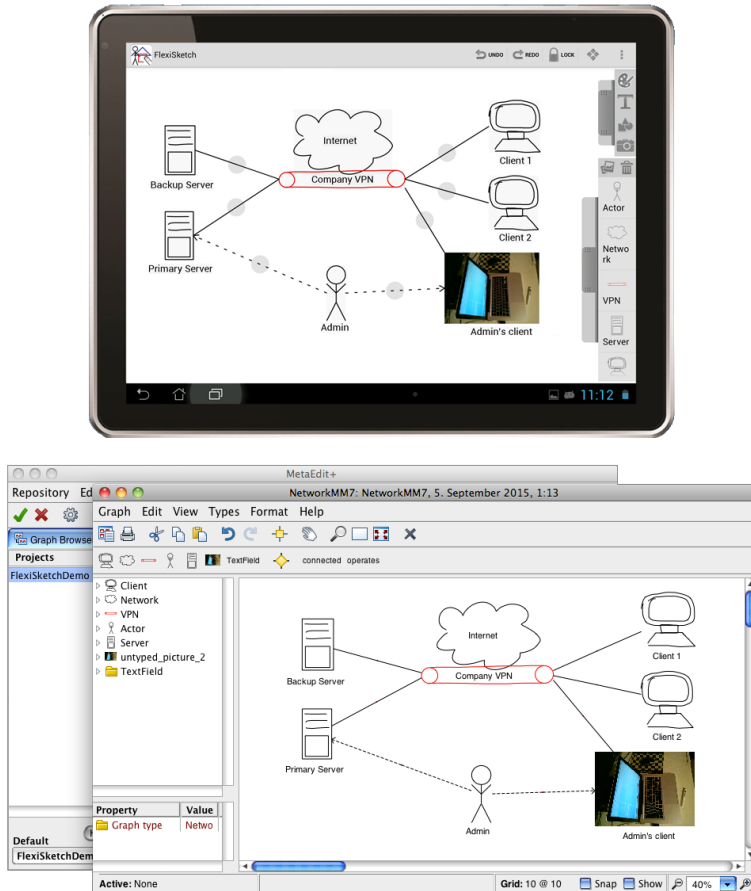 FlexiSketch
UNDO REDO LOCK
Internet
Company VPN
Backup Server
Primary Server
Client 1
Client 2
Admin
Admin's client
Actor
Netwo
rk
VPN
Server
11:12
MetaEdit+
Repository Ed
Graph Browse
Projects
FlexiSketchDemo
Default
FlexiSketchDem
NetworkMM7: NetworkMM7, 5. September 2015, 1:13
Graph Edit View Types Format Help
TextField connected operates
Client
Network
VPN
Actor
Server
untyped_picture_2
TextField
Property Value
Graph type Netwo
Internet
Company VPN
Backup Server
Primary Server
Client 1
Client 2
Admin
Admin's client
Active: None
Grid: 10 @ 10 Snap Show 40%